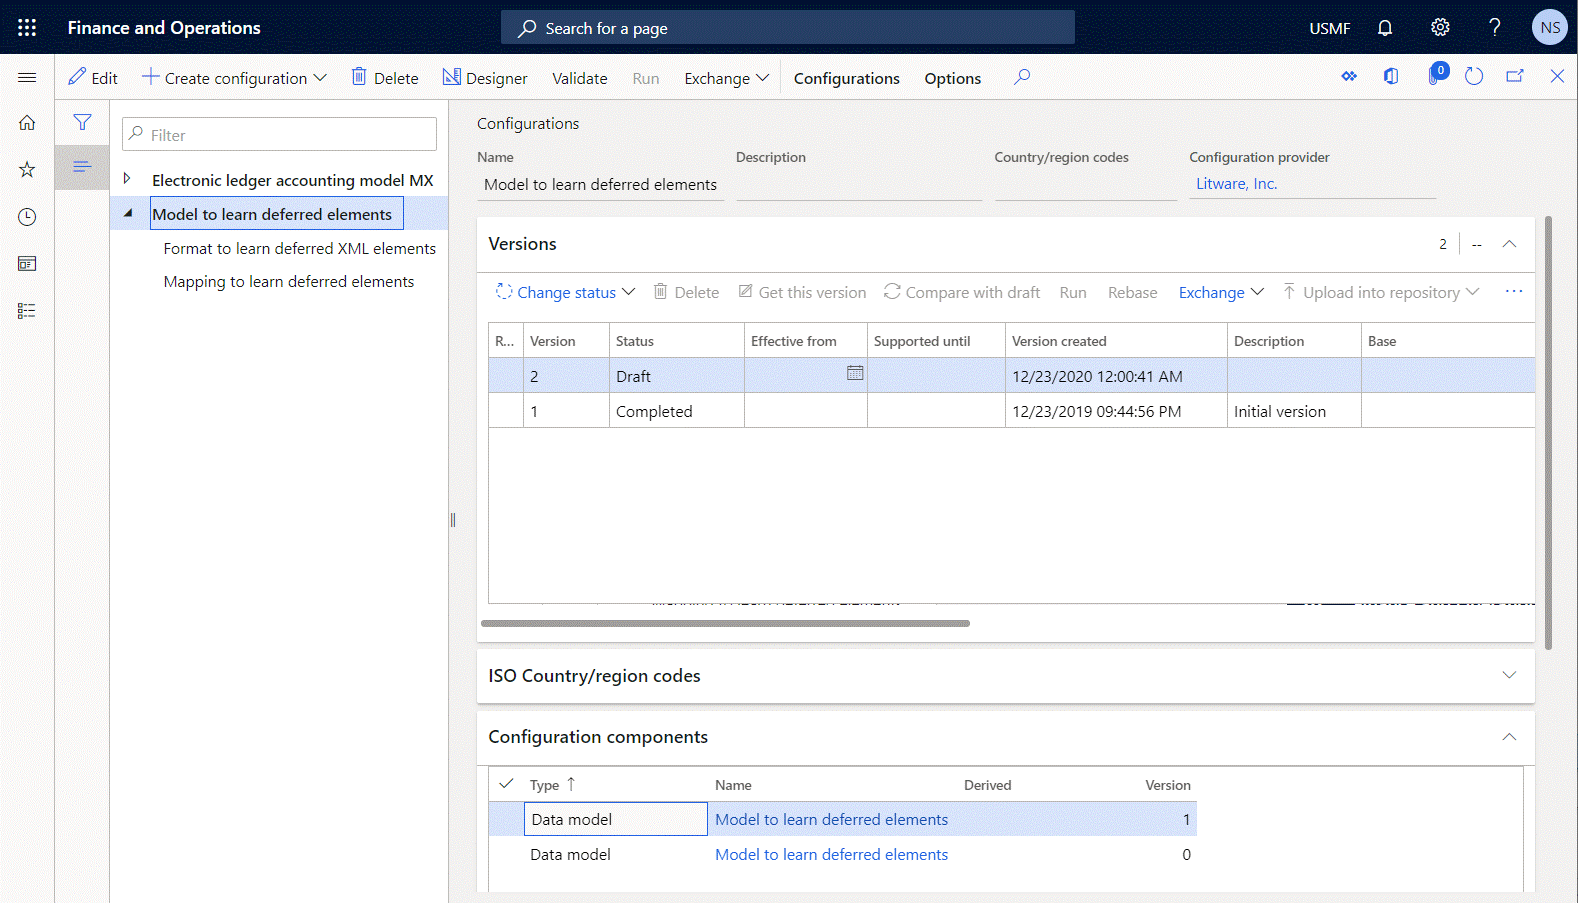 Finance and Operations
Search for a page
USMF
NS
Edit
Create configuration
Delete
Designer
Validate
Run
Exchange
Configurations
Options
0
Filter
Electronic ledger accounting model MX
Model to learn deferred elements
Format to learn deferred XML elements
Mapping to learn deferred elements
Configurations
Name Description Country/region codes Configuration provider
Model to learn deferred elements Litware, Inc.
Versions 2 --
Change status Delete Get this version Compare with draft Run Rebase Exchange Upload into repository ...
R... Version Status Effective from Supported until Version created Description Base
2 Draft 12/23/2020 12:00:41 AM
1 Completed 12/23/2019 09:44:56 PM Initial version
ISO Country/region codes
Configuration components
Type Name Derived Version
Data model Model to learn deferred elements 1
Data model Model to learn deferred elements 0